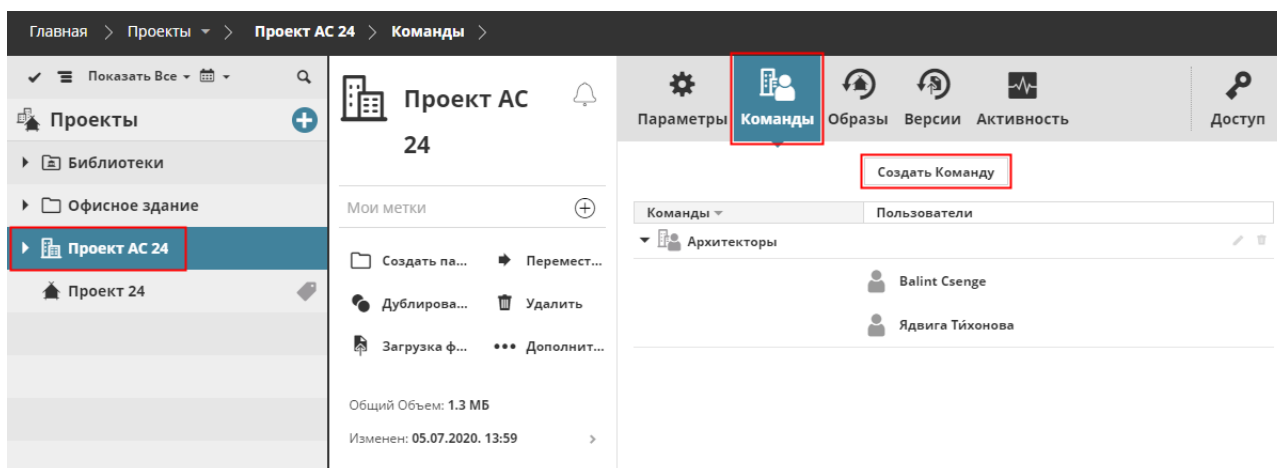 Главная > Проекты > Проект АС 24 > Команды >
Показать Все
Проекты
Библиотеки
Офисное здание
Проект АС 24
Проект 24
Проект АС
24
Мои метки
Создать па... Перемест...
Дублирова... Удалить
Загрузка ф... Дополнит...
Общий Объем: 1.3 МБ
Изменен: 05.07.2020. 13:59 >
Параметры Команды Образы Версии Активность Доступ
Создать Команду
Команды Пользователи
Архитекторы
Balint Csenge
Ядвига Ти́хонова